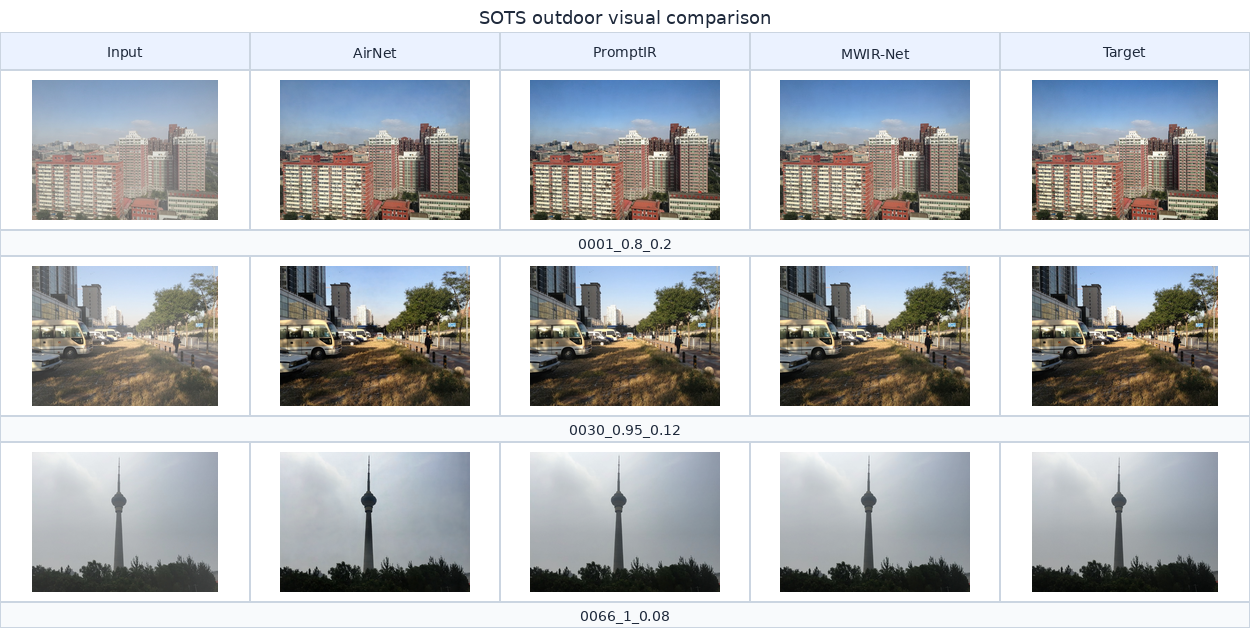 SOTS outdoor visual comparison
Input AirNet PromptIR MWIR-Net Target
0001_0.8_0.2
0030_0.95_0.12
0066_1_0.08